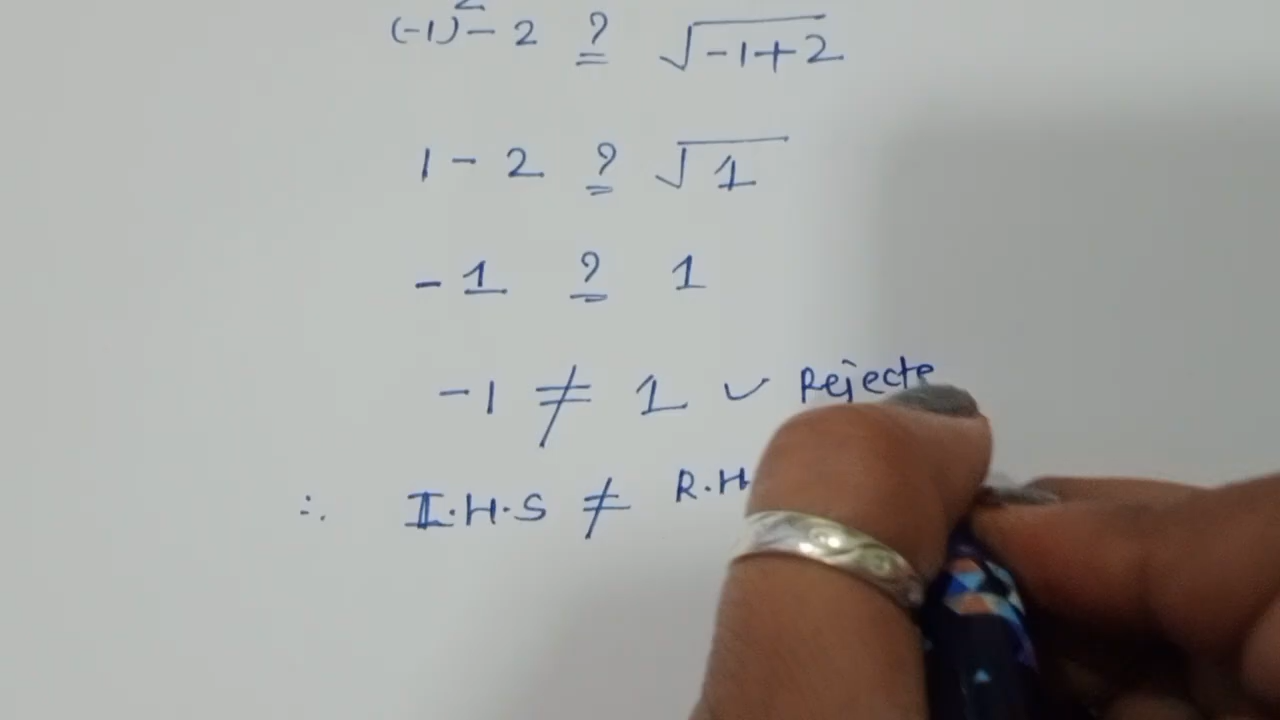 (-1)² - 2 ≟ √-1+2
1 - 2 ≟ √1
- 1 ≟ 1
-1 ≠ 1 ✓ Rejecte
∴ I.H.S ≠ R.H